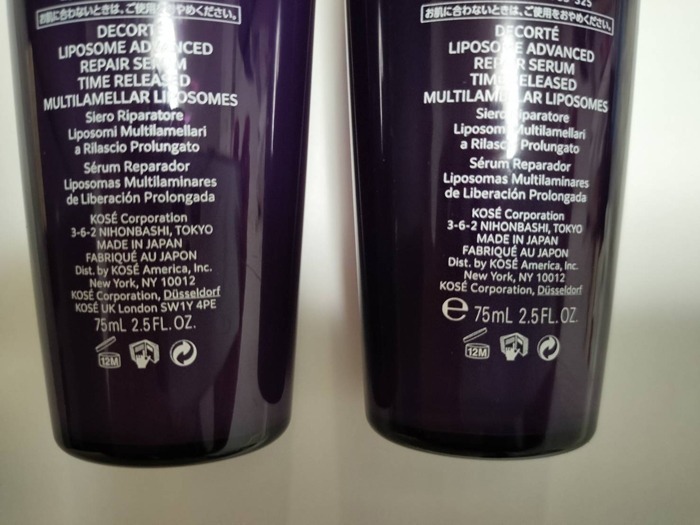 お肌に合わないときは、ご使用をおやめください。
DECORTÉ
LIPOSOME ADVANCED
REPAIR SERUM
TIME RELEASED
MULTILAMELLAR LIPOSOMES
Siero Riparatore
Liposomi Multilamellari
a Rilascio Prolungato
Sérum Reparador
Liposomas Multilaminares
de Liberación Prolongada
KOSÉ Corporation
3-6-2 NIHONBASHI, TOKYO
MADE IN JAPAN
FABRIQUÉ AU JAPON
Dist. by KOSÉ America, Inc.
New York, NY 10012
KOSÉ Corporation, Düsseldorf
KOSÉ UK London SW1Y 4PE
75mL 2.5FL.OZ.
12M
お肌に合わないときは、ご使用をおやめください。
DECORTÉ
LIPOSOME ADVANCED
REPAIR SERUM
TIME RELEASED
MULTILAMELLAR LIPOSOMES
Siero Riparatore
Liposomi Multilamellari
a Rilascio Prolungato
Sérum Reparador
Liposomas Multilaminares
de Liberación Prolongada
KOSÉ Corporation
3-6-2 NIHONBASHI, TOKYO
MADE IN JAPAN
FABRIQUÉ AU JAPON
Dist. by KOSÉ America, Inc.
New York, NY 10012
KOSÉ Corporation, Düsseldorf
e 75mL 2.5FL.OZ.
12M